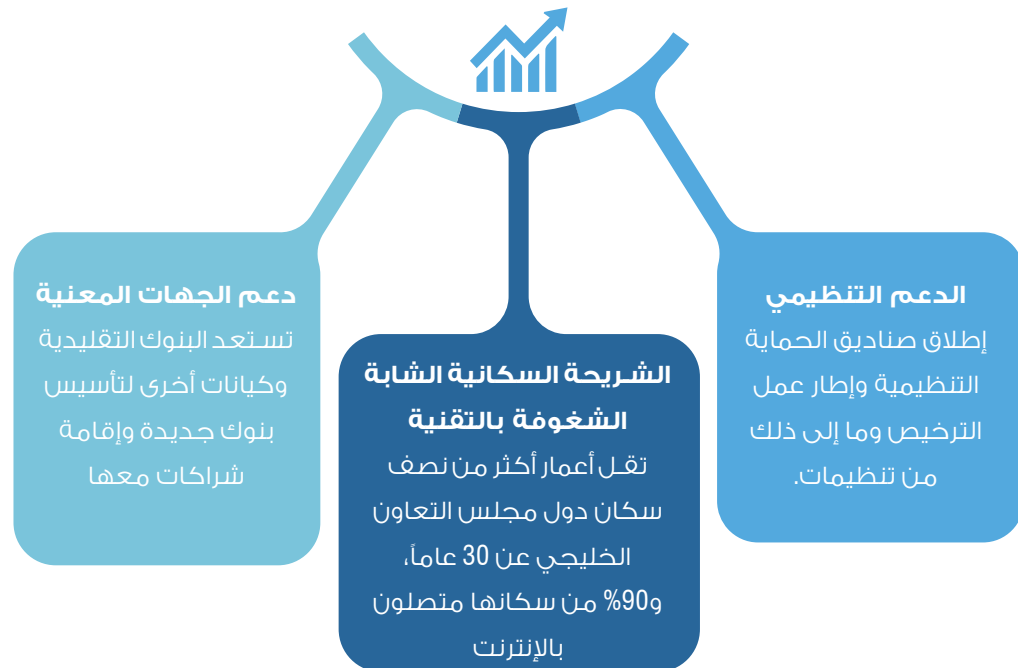 الدعم التنظيمي
إطلاق صناديق الحماية
التنظيمية وإطار عمل
الترخيص وما إلى ذلك
من تنظيمات.
الشريحة السكانية الشابة
الشغوفة بالتقنية
تقل أعمار أكثر من نصف
سكان دول مجلس التعاون
الخليجي عن 30 عاماً،
و90% من سكانها متصلون
بالإنترنت
دعم الجهات المعنية
تستعد البنوك التقليدية
وكيانات أخرى لتأسيس
بنوك جديدة وإقامة
شراكات معها